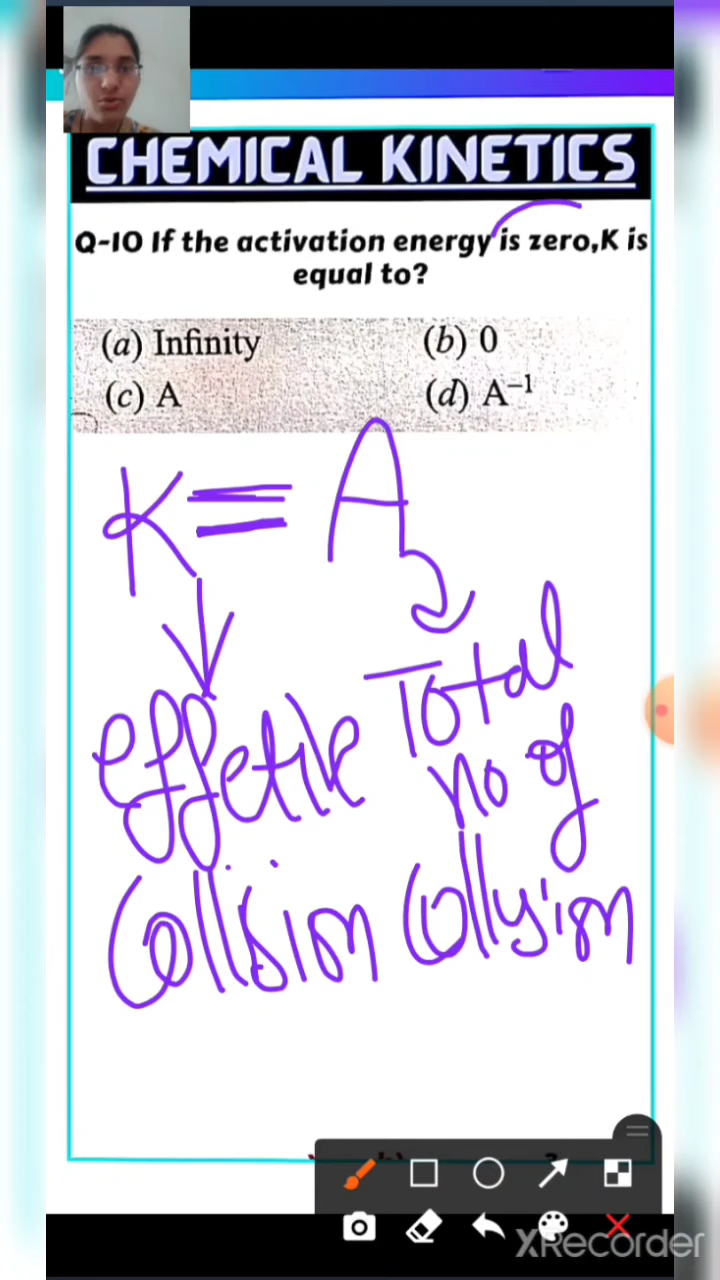 CHEMICAL KINETICS
Q-10 If the activation energy is zero,K is
equal to?
(a) Infinity (b) 0
(c) A (d) A⁻¹
K = A
Total
no of
Collision Collysion
XRecorder